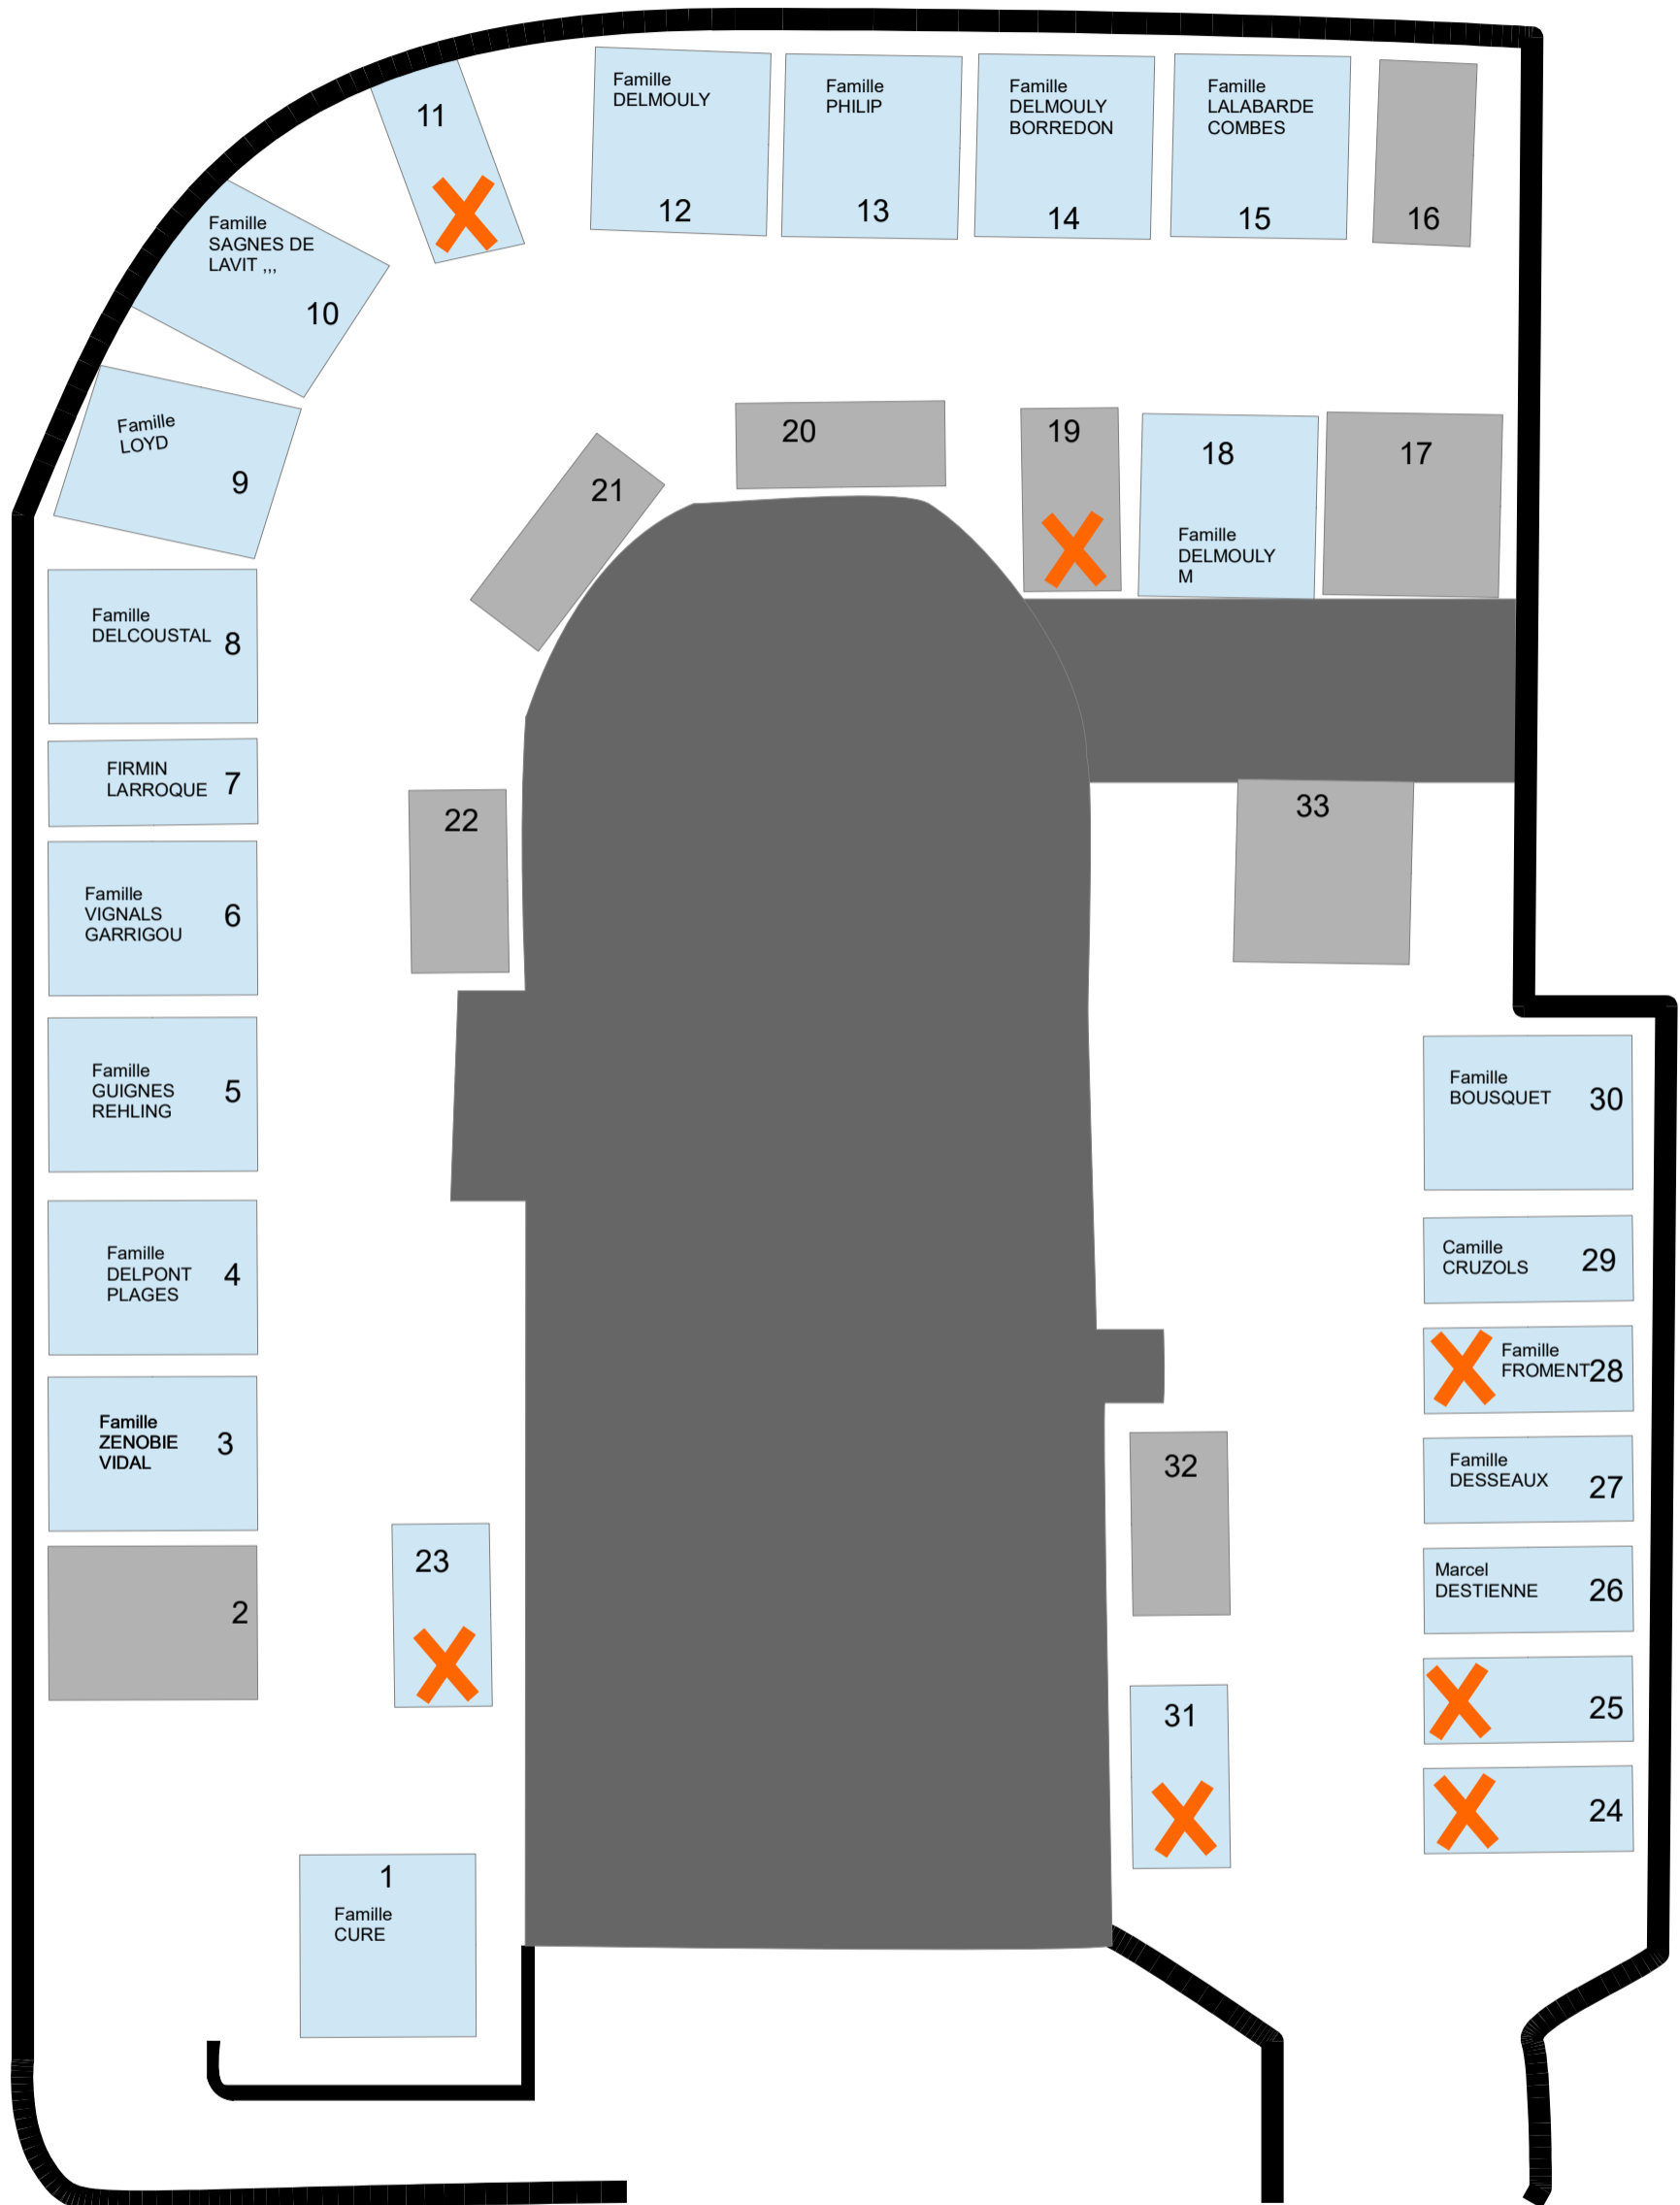 11
Famille
DELMOULY
12
Famille
PHILIP
13
Famille
DELMOULY
BORREDON
14
Famille
LALABARDE
COMBES
15
16
Famille
SAGNES DE
LAVIT ,,,
10
Famille
LOYD
9
21
20
19
18
Famille
DELMOULY
M
17
Famille
DELCOUSTAL
8
FIRMIN
LARROQUE
7
22
33
Famille
VIGNALS
GARRIGOU
6
Famille
GUIGNES
REHLING
5
Famille
BOUSQUET
30
Famille
DELPONT
PLAGES
4
Camille
CRUZOLS
29
Famille
FROMENT
28
Famille
ZENOBIE
VIDAL
3
32
Famille
DESSEAUX
27
2
23
Marcel
DESTIENNE
26
31
25
24
1
Famille
CURE